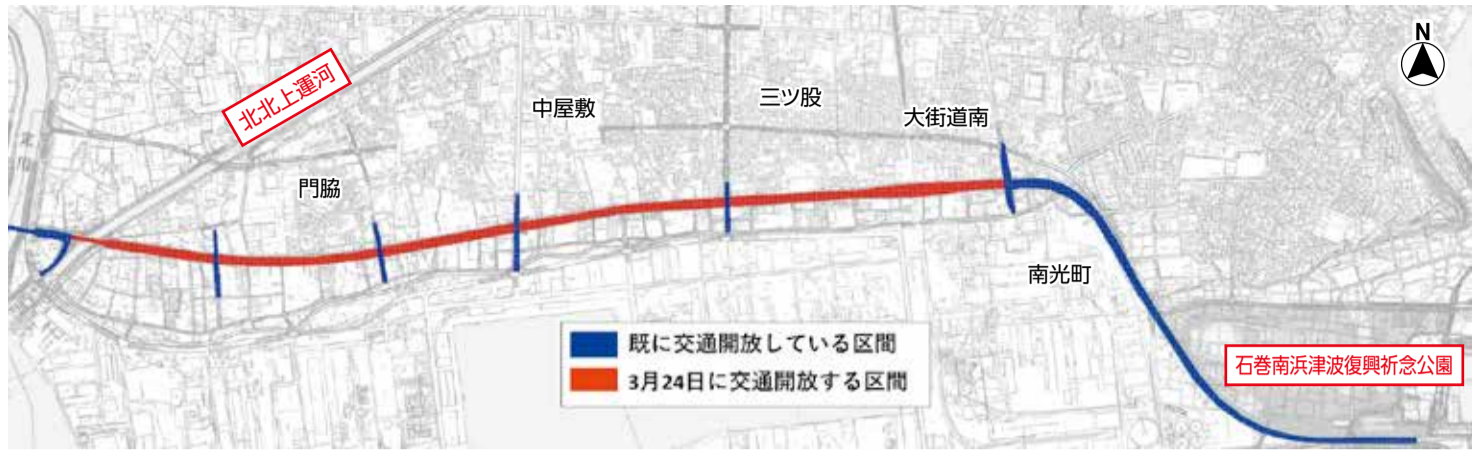 N
北北上運河
中屋敷
三ツ股
大街道南
門脇
北
川
南光町
既に交通開放している区間
3月24日に交通開放する区間
石巻南浜津波復興祈念公園